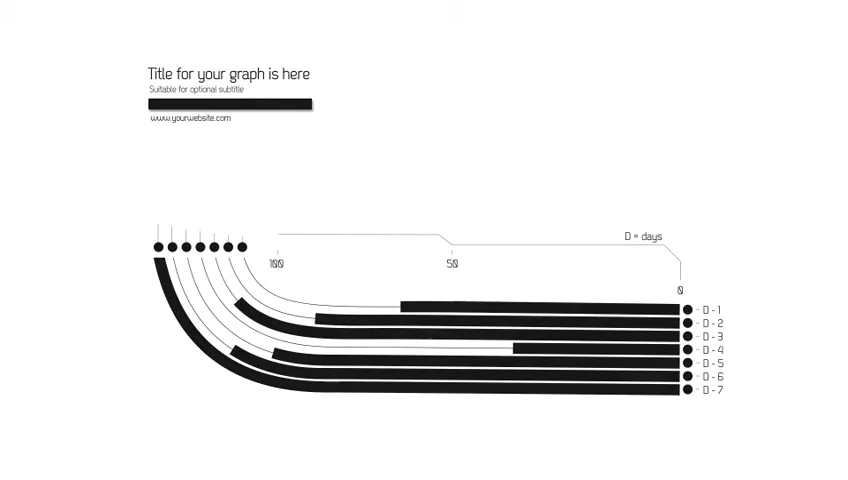 Title for your graph is here
Suitable for optional subtitle
www.yourwebsite.com
D = days
100
50
0
D - 1
D - 2
D - 3
D - 4
D - 5
D - 6
D - 7